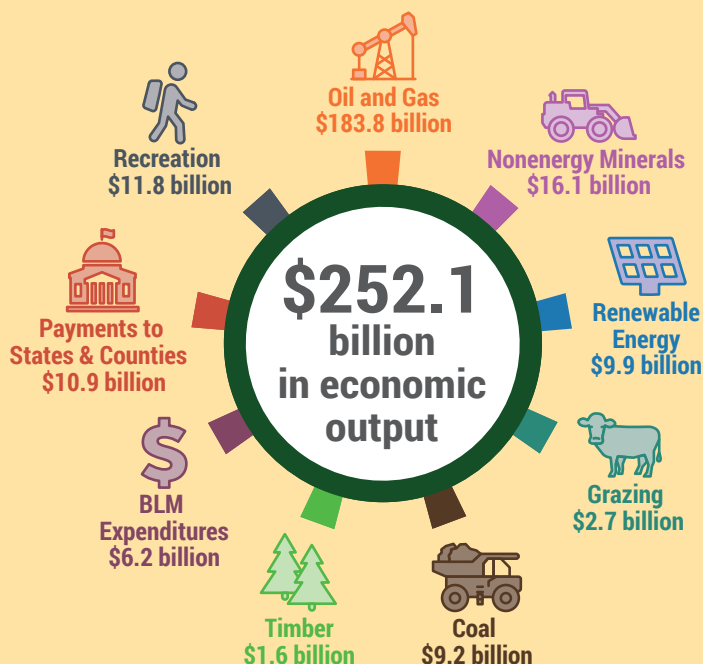 Oil and Gas
$183.8 billion
Nonenergy Minerals
$16.1 billion
Renewable
Energy
$9.9 billion
Grazing
$2.7 billion
Coal
$9.2 billion
Timber
$1.6 billion
BLM
Expenditures
$6.2 billion
Payments to
States & Counties
$10.9 billion
Recreation
$11.8 billion
$252.1
billion
in economic
output